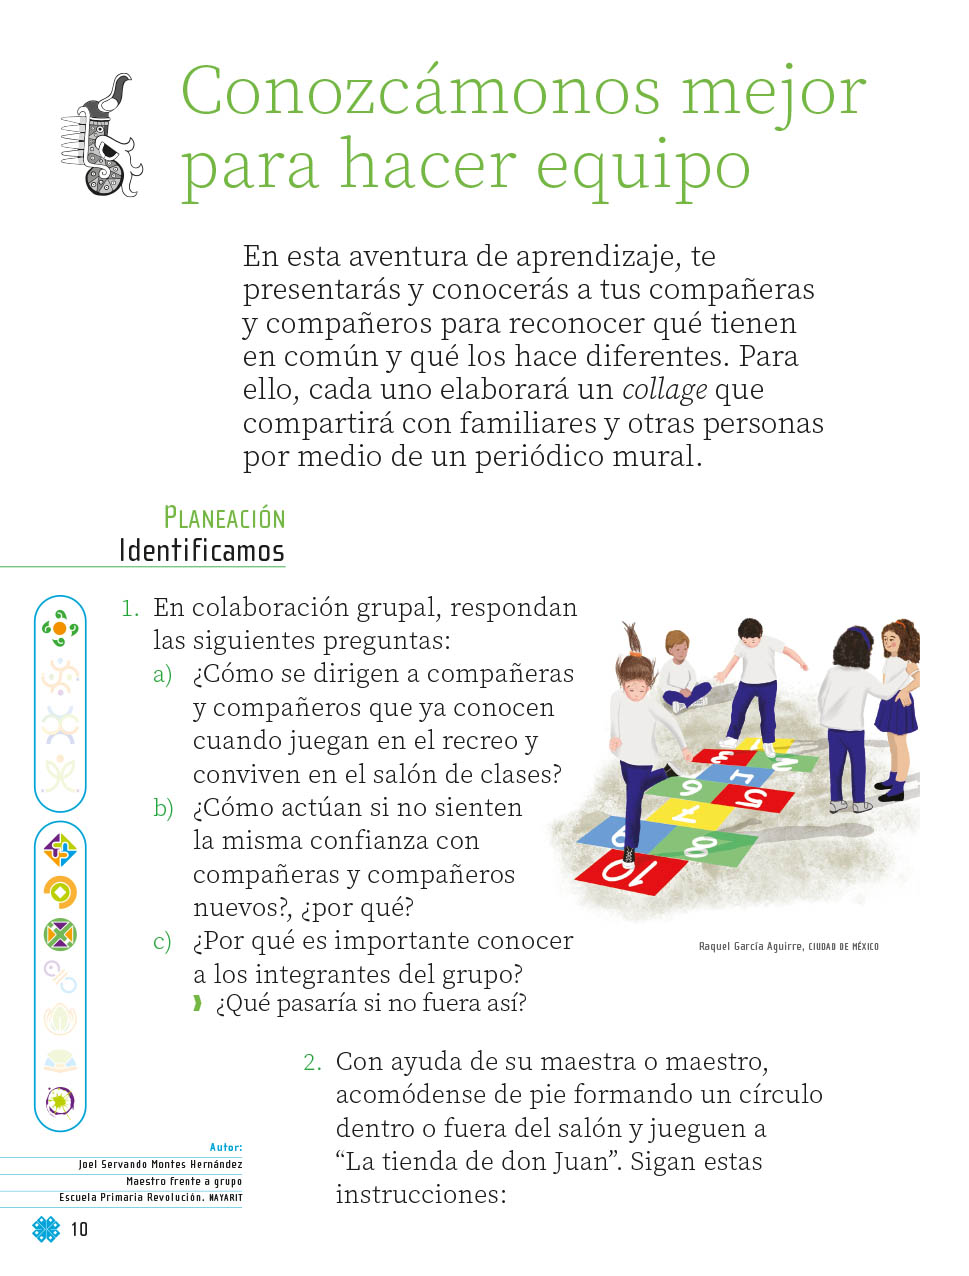 Conozcámonos mejor
para hacer equipo
En esta aventura de aprendizaje, te
presentarás y conocerás a tus compañeras
y compañeros para reconocer qué tienen
en común y qué los hace diferentes. Para
ello, cada uno elaborará un collage que
compartirá con familiares y otras personas
por medio de un periódico mural.
PLANEACIÓN
Identificamos
1. En colaboración grupal, respondan
las siguientes preguntas:
a) ¿Cómo se dirigen a compañeras
y compañeros que ya conocen
cuando juegan en el recreo y
conviven en el salón de clases?
b) ¿Cómo actúan si no sienten
la misma confianza con
compañeras y compañeros
nuevos?, ¿por qué?
c) ¿Por qué es importante conocer
a los integrantes del grupo?
¿Qué pasaría si no fuera así?
1
2
3
4
5
6
7
8
9
10
Raquel García Aguirre, CIUDAD DE MÉXICO
2. Con ayuda de su maestra o maestro,
acomódense de pie formando un círculo
dentro o fuera del salón y jueguen a
“La tienda de don Juan”. Sigan estas
instrucciones:
Autor:
Joel Servando Montes Hernández
Maestro frente a grupo
Escuela Primaria Revolución. NAYARIT
10